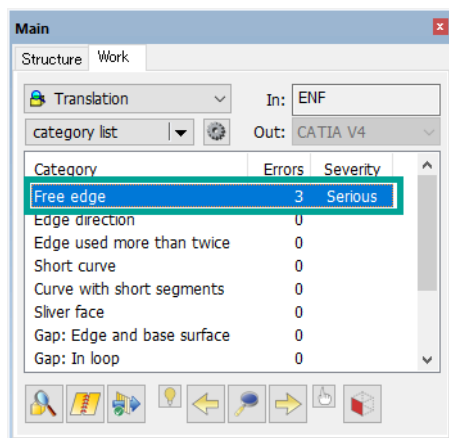 Main
Structure Work
Translation In: ENF
category list Out: CATIA V4
Category Errors Severity
Free edge 3 Serious
Edge direction 0
Edge used more than twice 0
Short curve 0
Curve with short segments 0
Sliver face 0
Gap: Edge and base surface 0
Gap: In loop 0